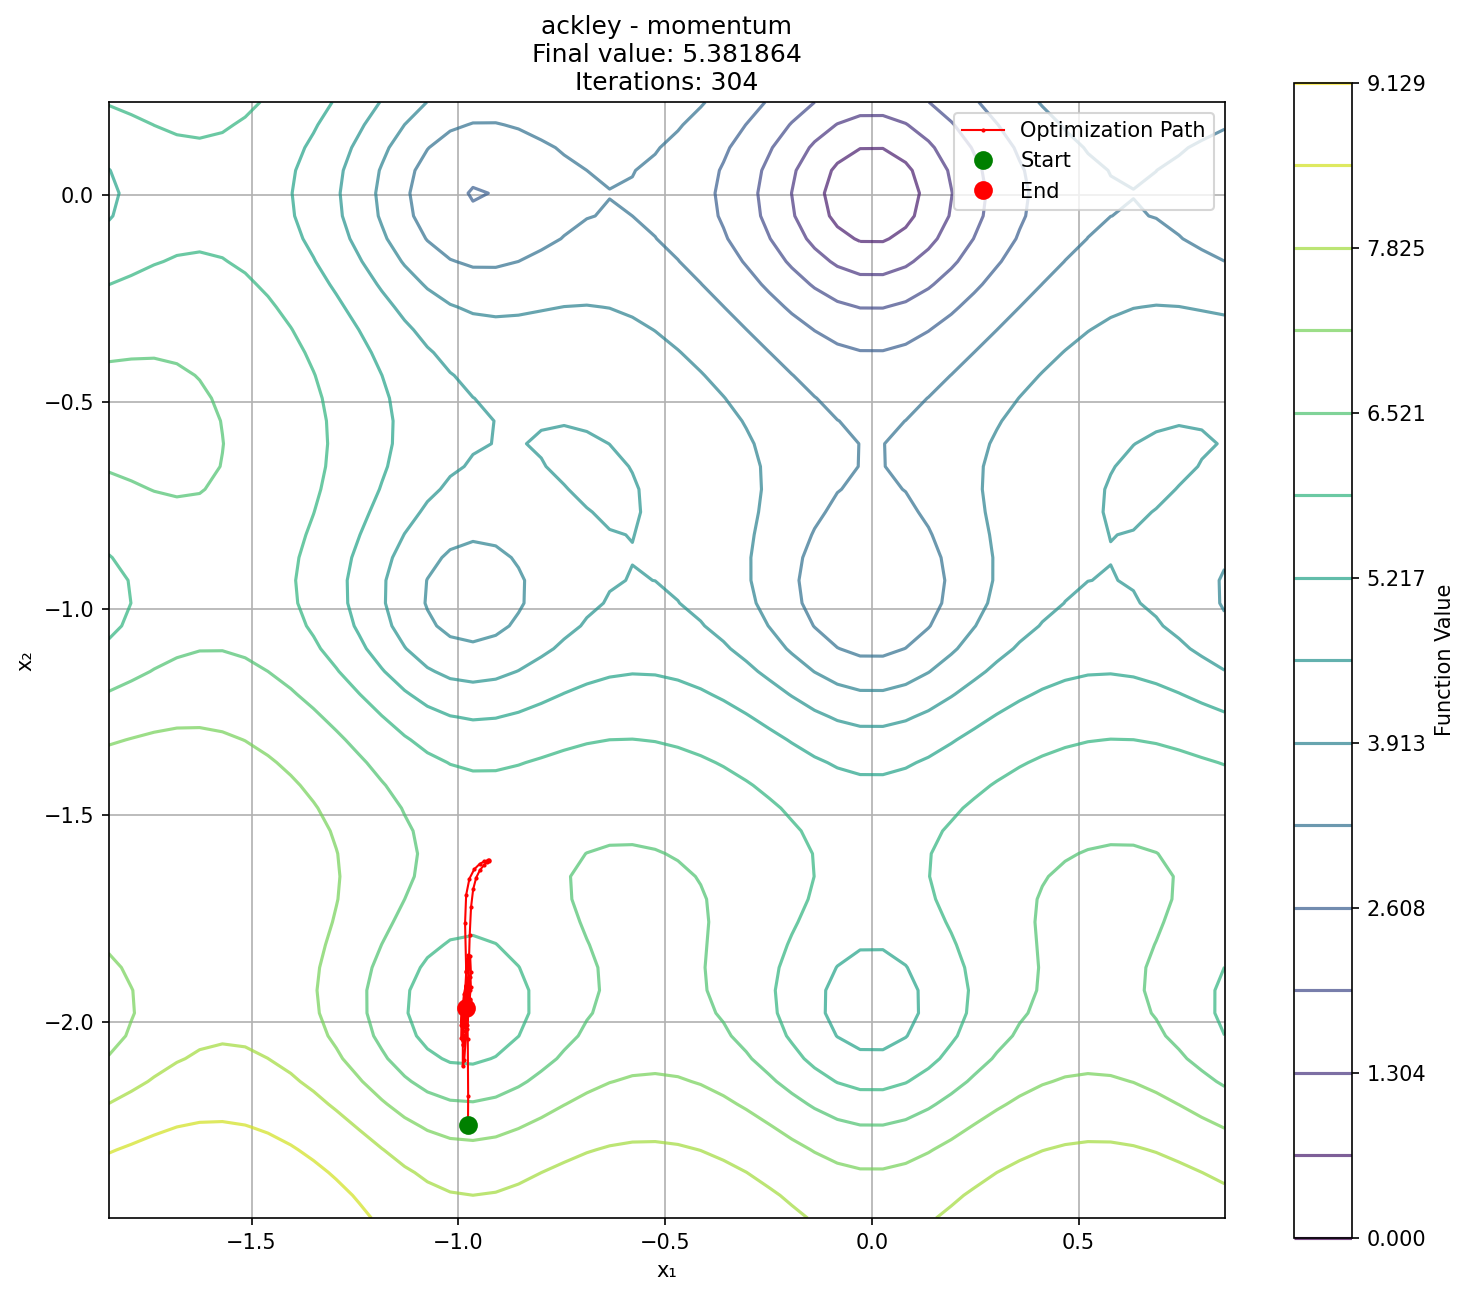 ackley - momentum
Final value: 5.381864
Iterations: 304
Optimization Path
Start
End
0.0
−0.5
−1.0
−1.5
−2.0
x₂
−1.5
−1.0
−0.5
0.0
0.5
x₁
9.129
7.825
6.521
5.217
3.913
2.608
1.304
0.000
Function Value